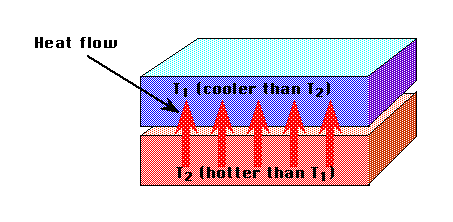 Heat flow
T₁ (cooler than T₂)
T₂ (hotter than T₁)